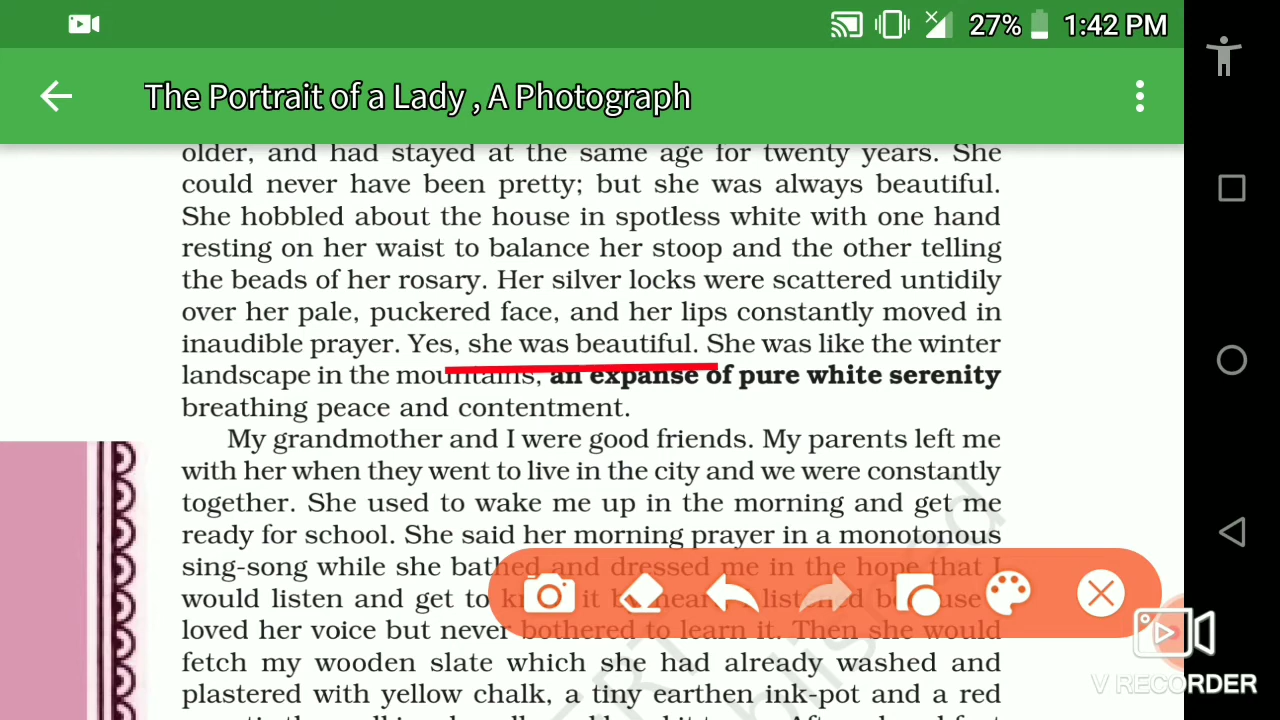 27% 1:42 PM
The Portrait of a Lady , A Photograph
older, and had stayed at the same age for twenty years. She
could never have been pretty; but she was always beautiful.
She hobbled about the house in spotless white with one hand
resting on her waist to balance her stoop and the other telling
the beads of her rosary. Her silver locks were scattered untidily
over her pale, puckered face, and her lips constantly moved in
inaudible prayer. Yes, she was beautiful. She was like the winter
landscape in the mountains, an expanse of pure white serenity
breathing peace and contentment.
My grandmother and I were good friends. My parents left me
with her when they went to live in the city and we were constantly
together. She used to wake me up in the morning and get me
ready for school. She said her morning prayer in a monotonous
sing-song while she bathed and dressed me in the hope that I
would listen and get to know it by heart. I listened because I
loved her voice but never bothered to learn it. Then she would
fetch my wooden slate which she had already washed and
plastered with yellow chalk, a tiny earthen ink-pot and a red
V RECORDER